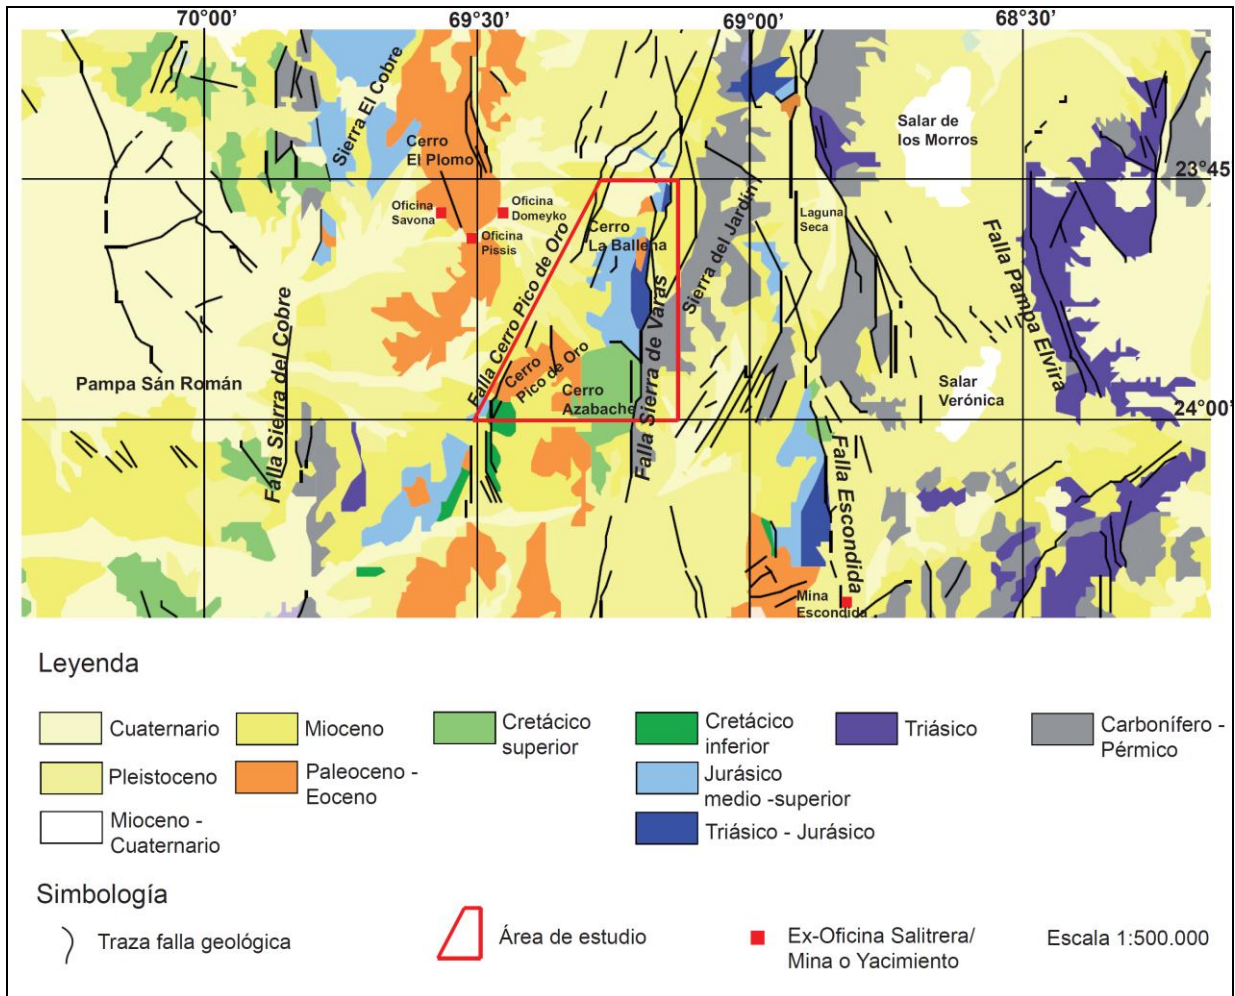 70°00'
69°30'
69°00'
68°30'
Sierra El Cobre
Cerro
El Plomo
Salar de
los Morros
23°45'
Oficina
Savona
Oficina
Domeyko
Oficina
Pissis
Cerro
La Ballena
Sierra del Jardín
Laguna
Seca
Falla Pampa Elvira
Falla Cerro Pico de Oro
Falla Sierra de Varas
Falla Sierra del Cobre
Pampa Sán Román
Cerro
Pico de Oro
Cerro
Azabache
Salar
Verónica
24°00'
Falla Escondida
Mina
Escondida
Leyenda
Cuaternario
Mioceno
Cretácico
superior
Cretácico
inferior
Triásico
Carbonífero -
Pérmico
Pleistoceno
Paleoceno -
Eoceno
Jurásico
medio -superior
Mioceno -
Cuaternario
Triásico - Jurásico
Simbología
Traza falla geológica
Área de estudio
Ex-Oficina Salitrera/
Mina o Yacimiento
Escala 1:500.000